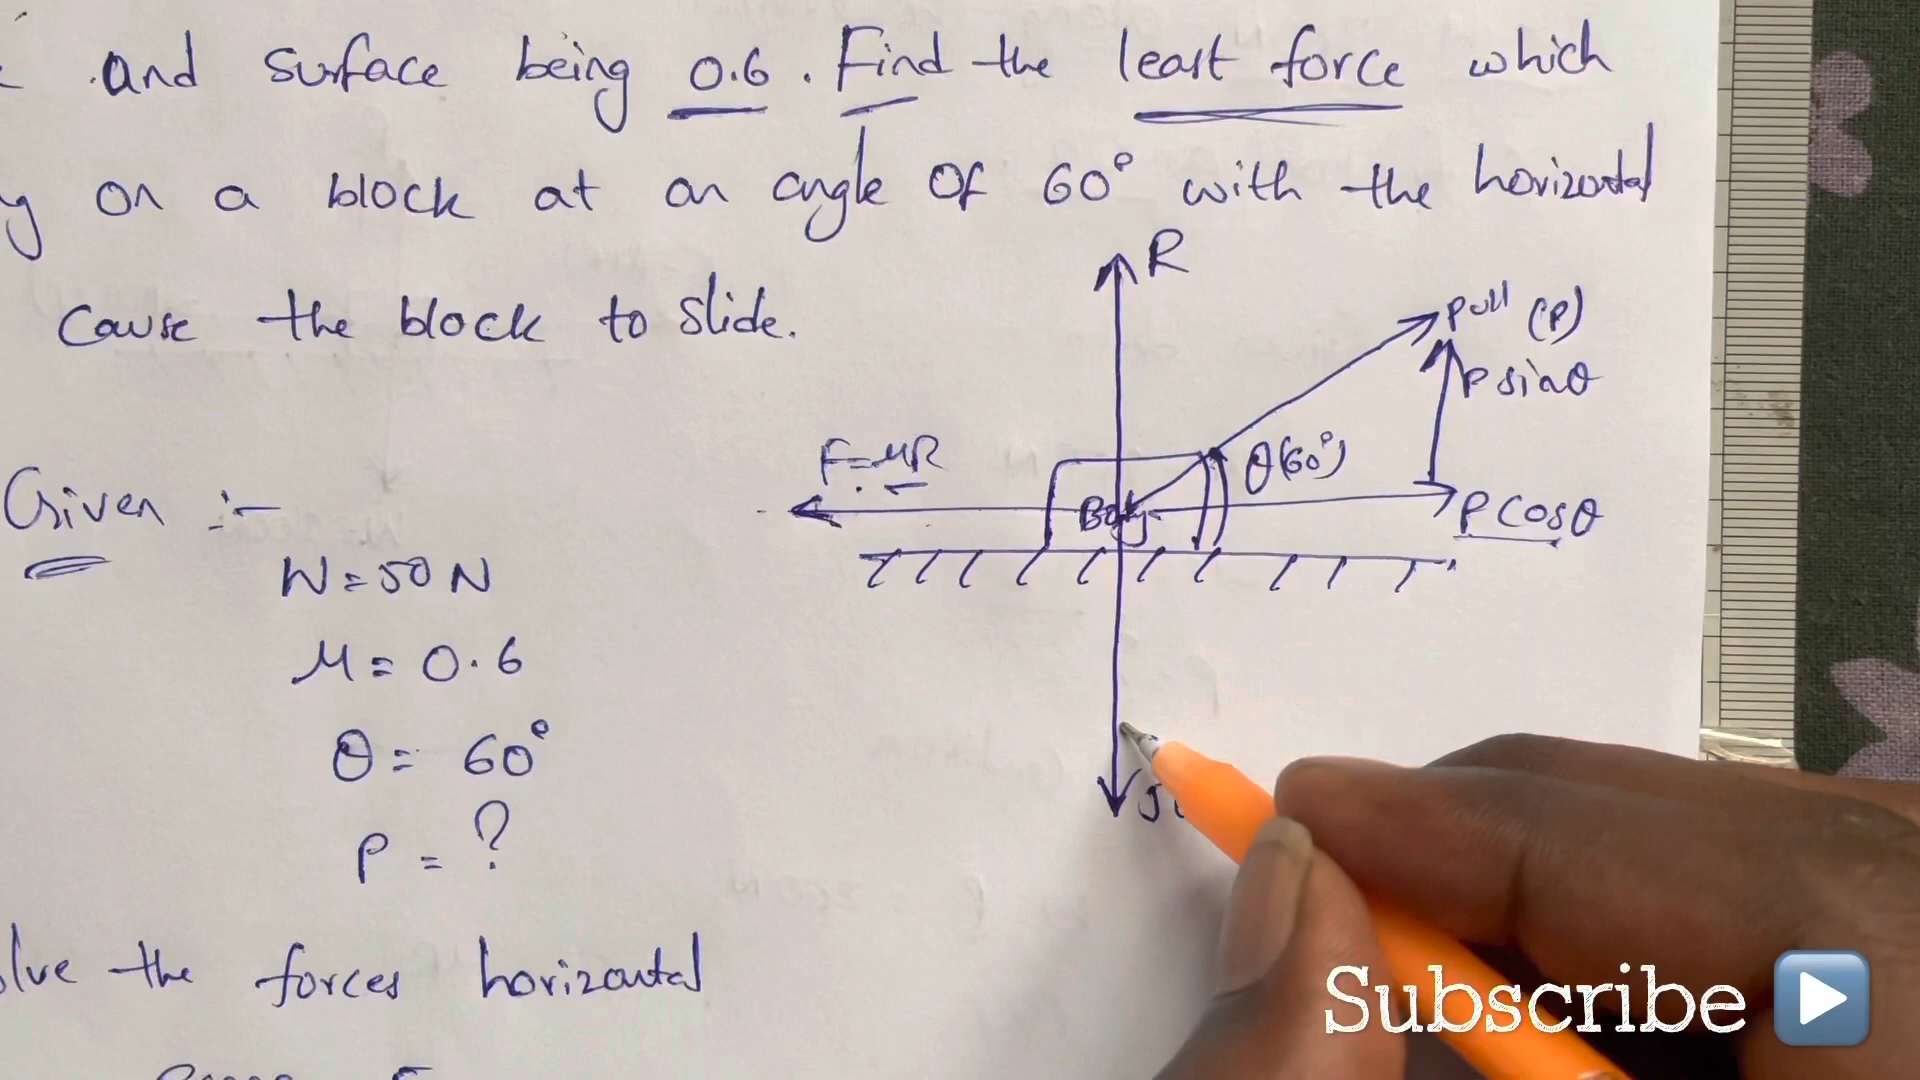 and surface being 0.6. Find the least force which
on a block at an angle of 60° with the horizontal
cause the block to slide.
R
Pull (P)
P sinθ
F=μR
θ(60°)
Body
P cosθ
Given :-
W = 50 N
μ = 0.6
θ = 60°
P = ?
the forces horizontal
Subscribe